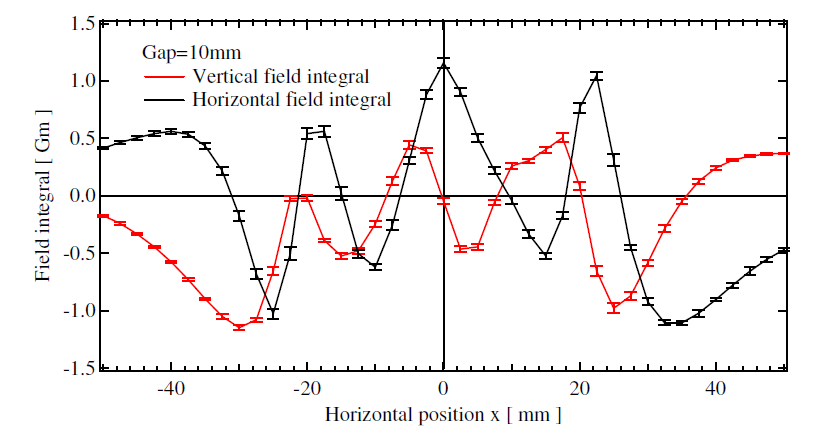 1.5
1.0
0.5
0.0
-0.5
-1.0
-1.5
Field integral [ Gm ]
Gap=10mm
Vertical field integral
Horizontal field integral
-40 -20 0 20 40
Horizontal position x [ mm ]